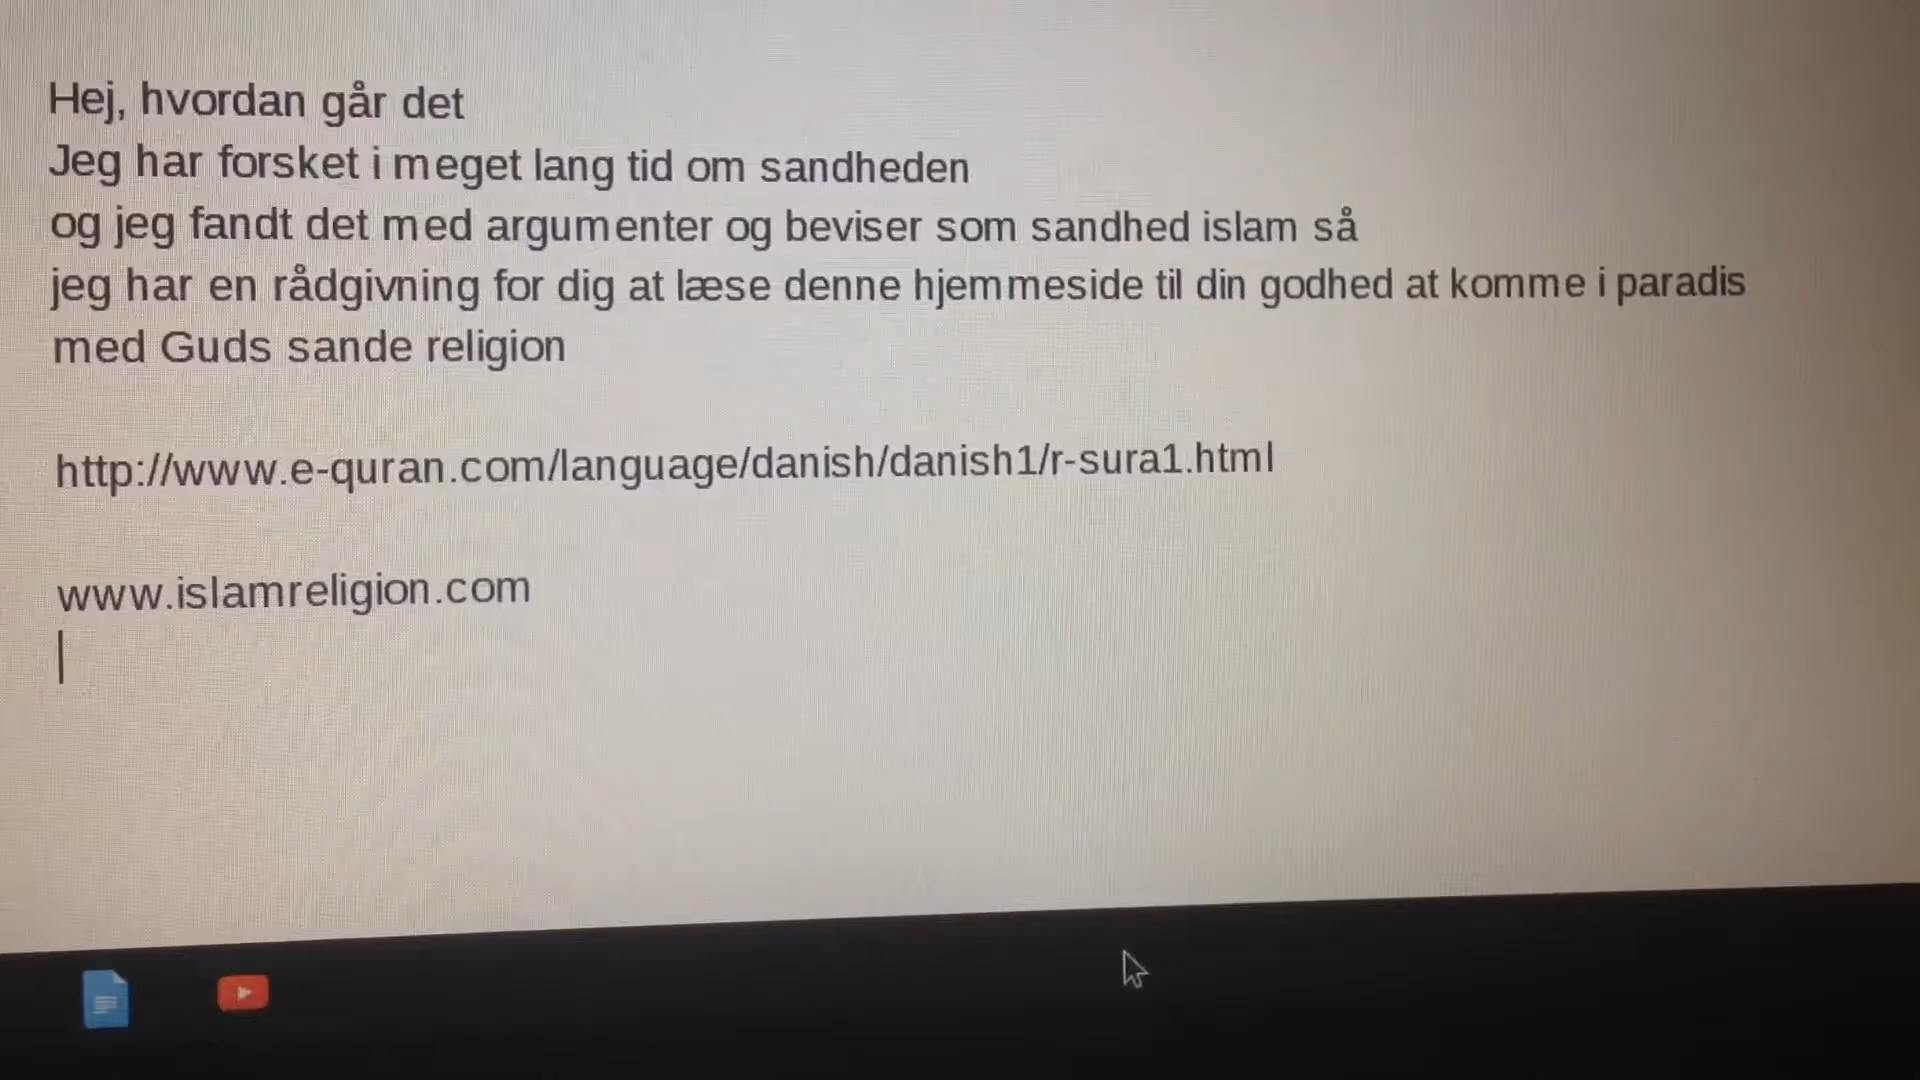 Hej, hvordan går det
Jeg har forsket i meget lang tid om sandheden
og jeg fandt det med argumenter og beviser som sandhed islam så
jeg har en rådgivning for dig at læse denne hjemmeside til din godhed at komme i paradis
med Guds sande religion
http://www.e-quran.com/language/danish/danish1/r-sura1.html
www.islamreligion.com